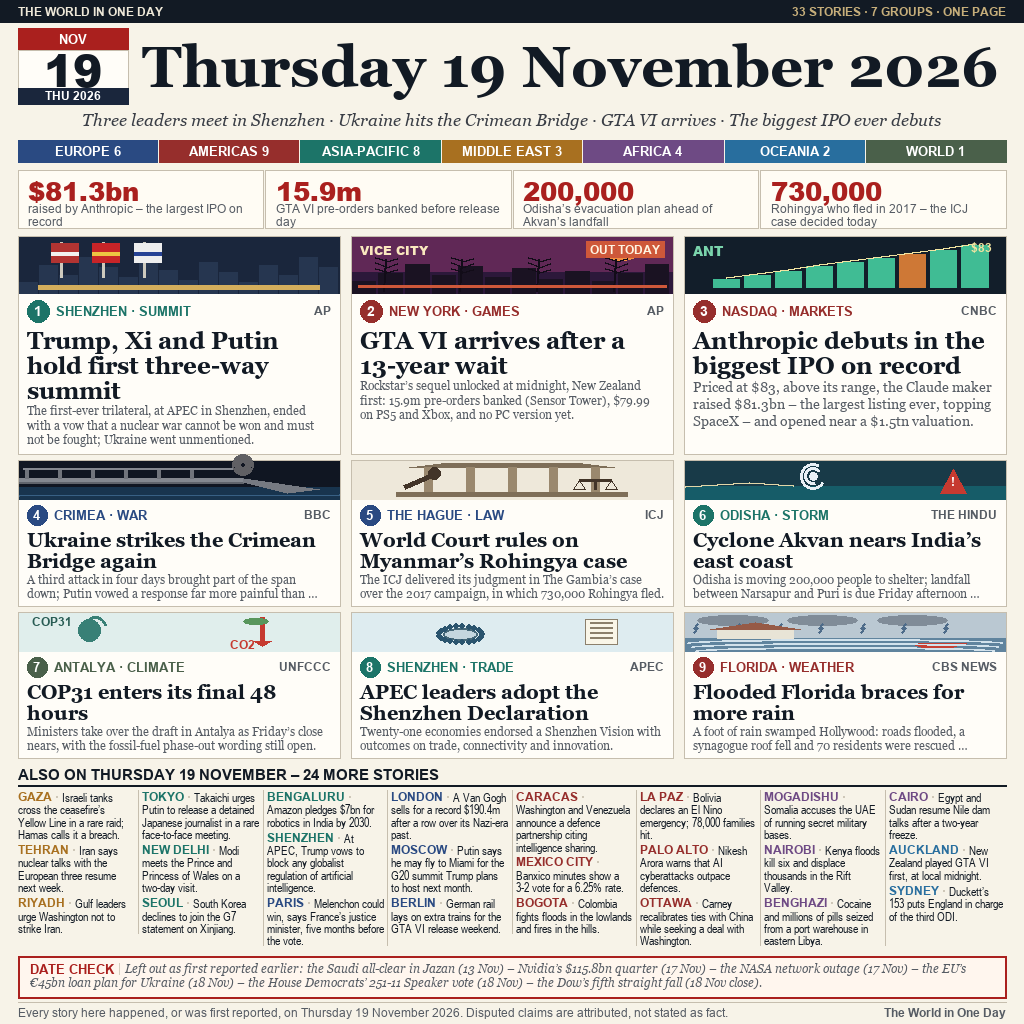 THE WORLD IN ONE DAY
33 STORIES · 7 GROUPS · ONE PAGE
NOV
19
THU 2026
Thursday 19 November 2026
Three leaders meet in Shenzhen · Ukraine hits the Crimean Bridge · GTA VI arrives · The biggest IPO ever debuts
EUROPE 6
AMERICAS 9
ASIA-PACIFIC 8
MIDDLE EAST 3
AFRICA 4
OCEANIA 2
WORLD 1
$81.3bn
raised by Anthropic – the largest IPO on
record
15.9m
GTA VI pre-orders banked before release
day
200,000
Odisha’s evacuation plan ahead of
Akvan’s landfall
730,000
Rohingya who fled in 2017 – the ICJ
case decided today
1 SHENZHEN · SUMMIT
AP
Trump, Xi and Putin
hold first three-way
summit
The first-ever trilateral, at APEC in Shenzhen, ended
with a vow that a nuclear war cannot be won and must
not be fought; Ukraine went unmentioned.
VICE CITY
OUT TODAY
2 NEW YORK · GAMES
AP
GTA VI arrives after a
13-year wait
Rockstar’s sequel unlocked at midnight, New Zealand
first: 15.9m pre-orders banked (Sensor Tower), $79.99
on PS5 and Xbox, and no PC version yet.
ANT
$83
3 NASDAQ · MARKETS
CNBC
Anthropic debuts in the
biggest IPO on record
Priced at $83, above its range, the Claude maker
raised $81.3bn – the largest listing ever, topping
SpaceX – and opened near a $1.5tn valuation.
4 CRIMEA · WAR
BBC
Ukraine strikes the Crimean
Bridge again
A third attack in four days brought part of the span
down; Putin vowed a response far more painful than ...
5 THE HAGUE · LAW
ICJ
World Court rules on
Myanmar’s Rohingya case
The ICJ delivered its judgment in The Gambia’s case
over the 2017 campaign, in which 730,000 Rohingya fled.
!
6 ODISHA · STORM
THE HINDU
Cyclone Akvan nears India’s
east coast
Odisha is moving 200,000 people to shelter; landfall
between Narsapur and Puri is due Friday afternoon ...
COP31
CO2
7 ANTALYA · CLIMATE
UNFCCC
COP31 enters its final 48
hours
Ministers take over the draft in Antalya as Friday’s close
nears, with the fossil-fuel phase-out wording still open.
8 SHENZHEN · TRADE
APEC
APEC leaders adopt the
Shenzhen Declaration
Twenty-one economies endorsed a Shenzhen Vision with
outcomes on trade, connectivity and innovation.
9 FLORIDA · WEATHER
CBS NEWS
Flooded Florida braces for
more rain
A foot of rain swamped Hollywood: roads flooded, a
synagogue roof fell and 70 residents were rescued ...
ALSO ON THURSDAY 19 NOVEMBER – 24 MORE STORIES
GAZA · Israeli tanks
cross the ceasefire’s
Yellow Line in a rare raid;
Hamas calls it a breach.
TEHRAN · Iran says
nuclear talks with the
European three resume
next week.
RIYADH · Gulf leaders
urge Washington not to
strike Iran.
TOKYO · Takaichi urges
Putin to release a detained
Japanese journalist in a rare
face-to-face meeting.
NEW DELHI · Modi
meets the Prince and
Princess of Wales on a
two-day visit.
SEOUL · South Korea
declines to join the G7
statement on Xinjiang.
BENGALURU ·
Amazon pledges $7bn for
robotics in India by 2030.
SHENZHEN · At
APEC, Trump vows to
block any globalist
regulation of artificial
intelligence.
PARIS · Melenchon could
win, says France’s justice
minister, five months before
the vote.
LONDON · A Van Gogh
sells for a record $190.4m
after a row over its Nazi-era
past.
MOSCOW · Putin says
he may fly to Miami for the
G20 summit Trump plans
to host next month.
BERLIN · German rail
lays on extra trains for the
GTA VI release weekend.
CARACAS ·
Washington and Venezuela
announce a defence
partnership citing
intelligence sharing.
MEXICO CITY ·
Banxico minutes show a
3-2 vote for a 6.25% rate.
BOGOTA · Colombia
fights floods in the lowlands
and fires in the hills.
LA PAZ · Bolivia
declares an El Nino
emergency; 78,000 families
hit.
PALO ALTO · Nikesh
Arora warns that AI
cyberattacks outpace
defences.
OTTAWA · Carney
recalibrates ties with China
while seeking a deal with
Washington.
MOGADISHU ·
Somalia accuses the UAE
of running secret military
bases.
NAIROBI · Kenya floods
kill six and displace
thousands in the Rift
Valley.
BENGHAZI · Cocaine
and millions of pills seized
from a port warehouse in
eastern Libya.
CAIRO · Egypt and
Sudan resume Nile dam
talks after a two-year
freeze.
AUCKLAND · New
Zealand played GTA VI
first, at local midnight.
SYDNEY · Duckett’s
153 puts England in charge
of the third ODI.
DATE CHECK | Left out as first reported earlier: the Saudi all-clear in Jazan (13 Nov) – Nvidia’s $115.8bn quarter (17 Nov) – the NASA network outage (17 Nov) – the EU’s
€45bn loan plan for Ukraine (18 Nov) – the House Democrats’ 251-11 Speaker vote (18 Nov) – the Dow’s fifth straight fall (18 Nov close).
Every story here happened, or was first reported, on Thursday 19 November 2026. Disputed claims are attributed, not stated as fact.
The World in One Day